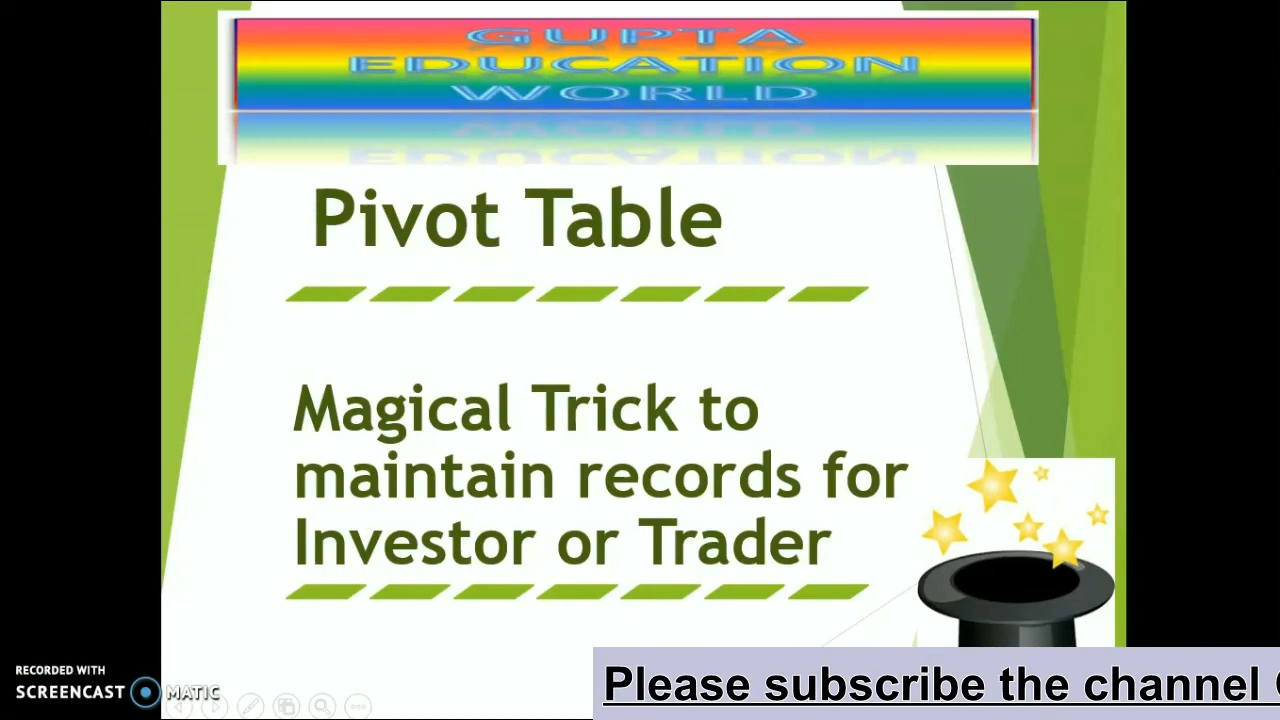 GUPTA
EDUCATION
WORLD
Pivot Table
Magical Trick to
maintain records for
Investor or Trader
RECORDED WITH
SCREENCAST MATIC
Please subscribe the channel